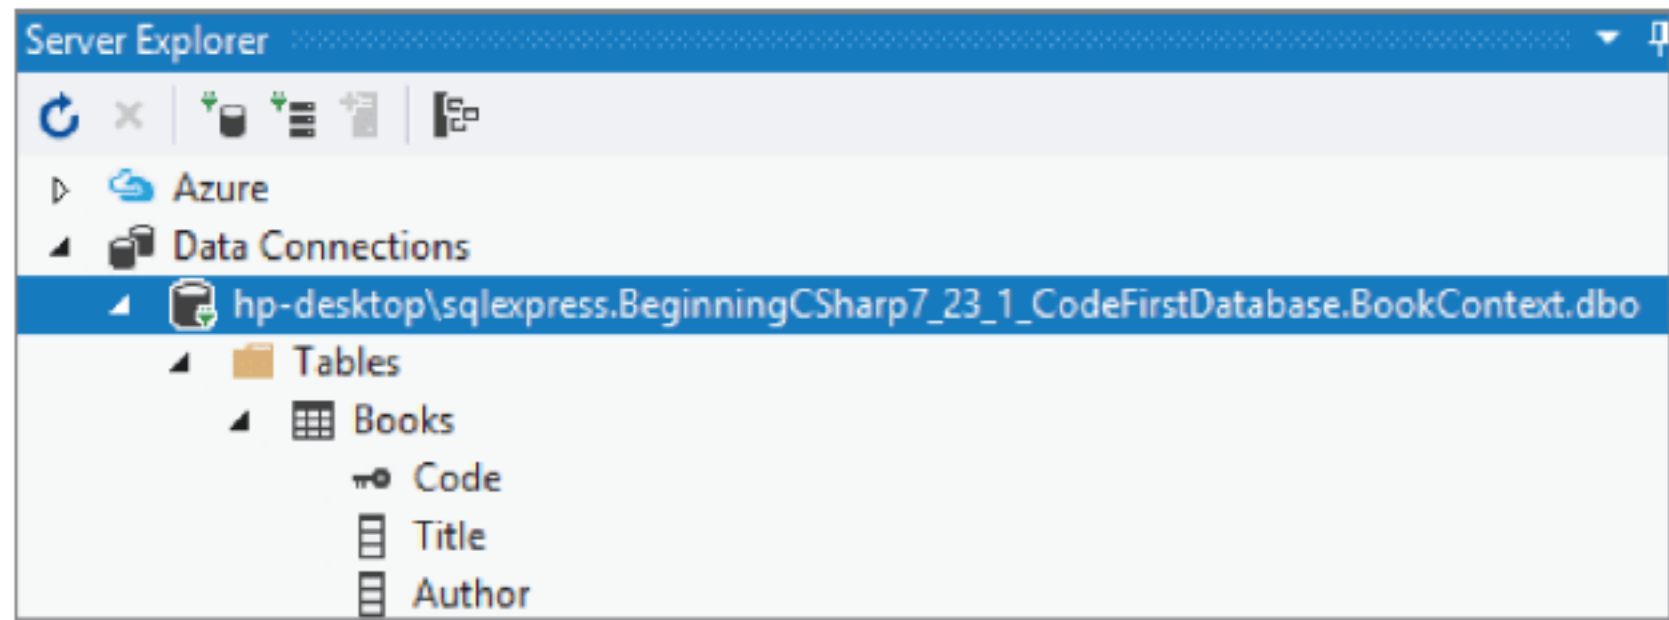 Server Explorer
Azure
Data Connections
hp-desktop\sqlexpress.BeginningCSharp7_23_1_CodeFirstDatabase.BookContext.dbo
Tables
Books
Code
Title
Author